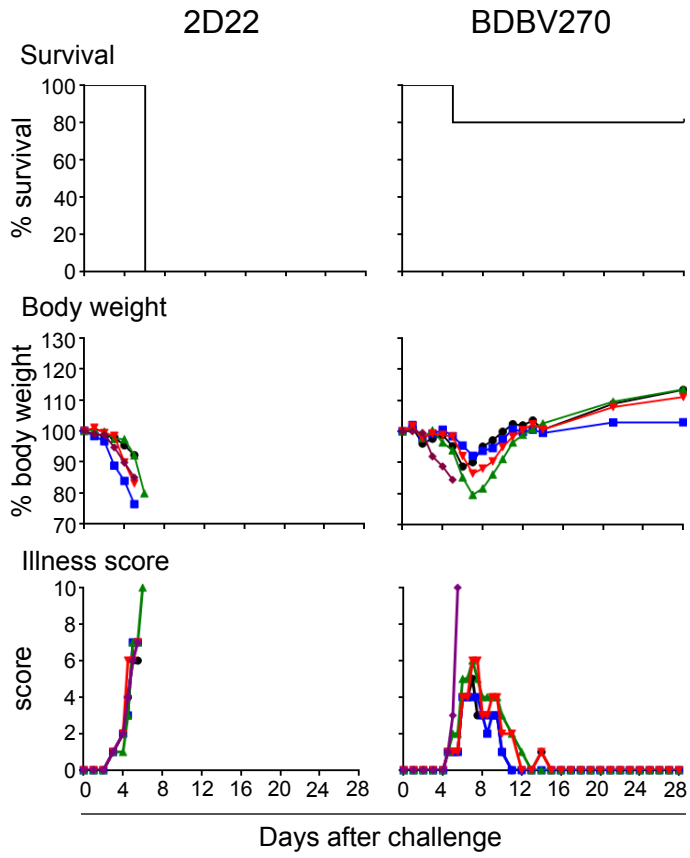 2D22 BDBV270
Survival
% survival
100
80
60
40
20
0
Body weight
% body weight
130
120
110
100
90
80
70
Illness score
score
10
8
6
4
2
0
0 4 8 12 16 20 24 28 0 4 8 12 16 20 24 28
Days after challenge